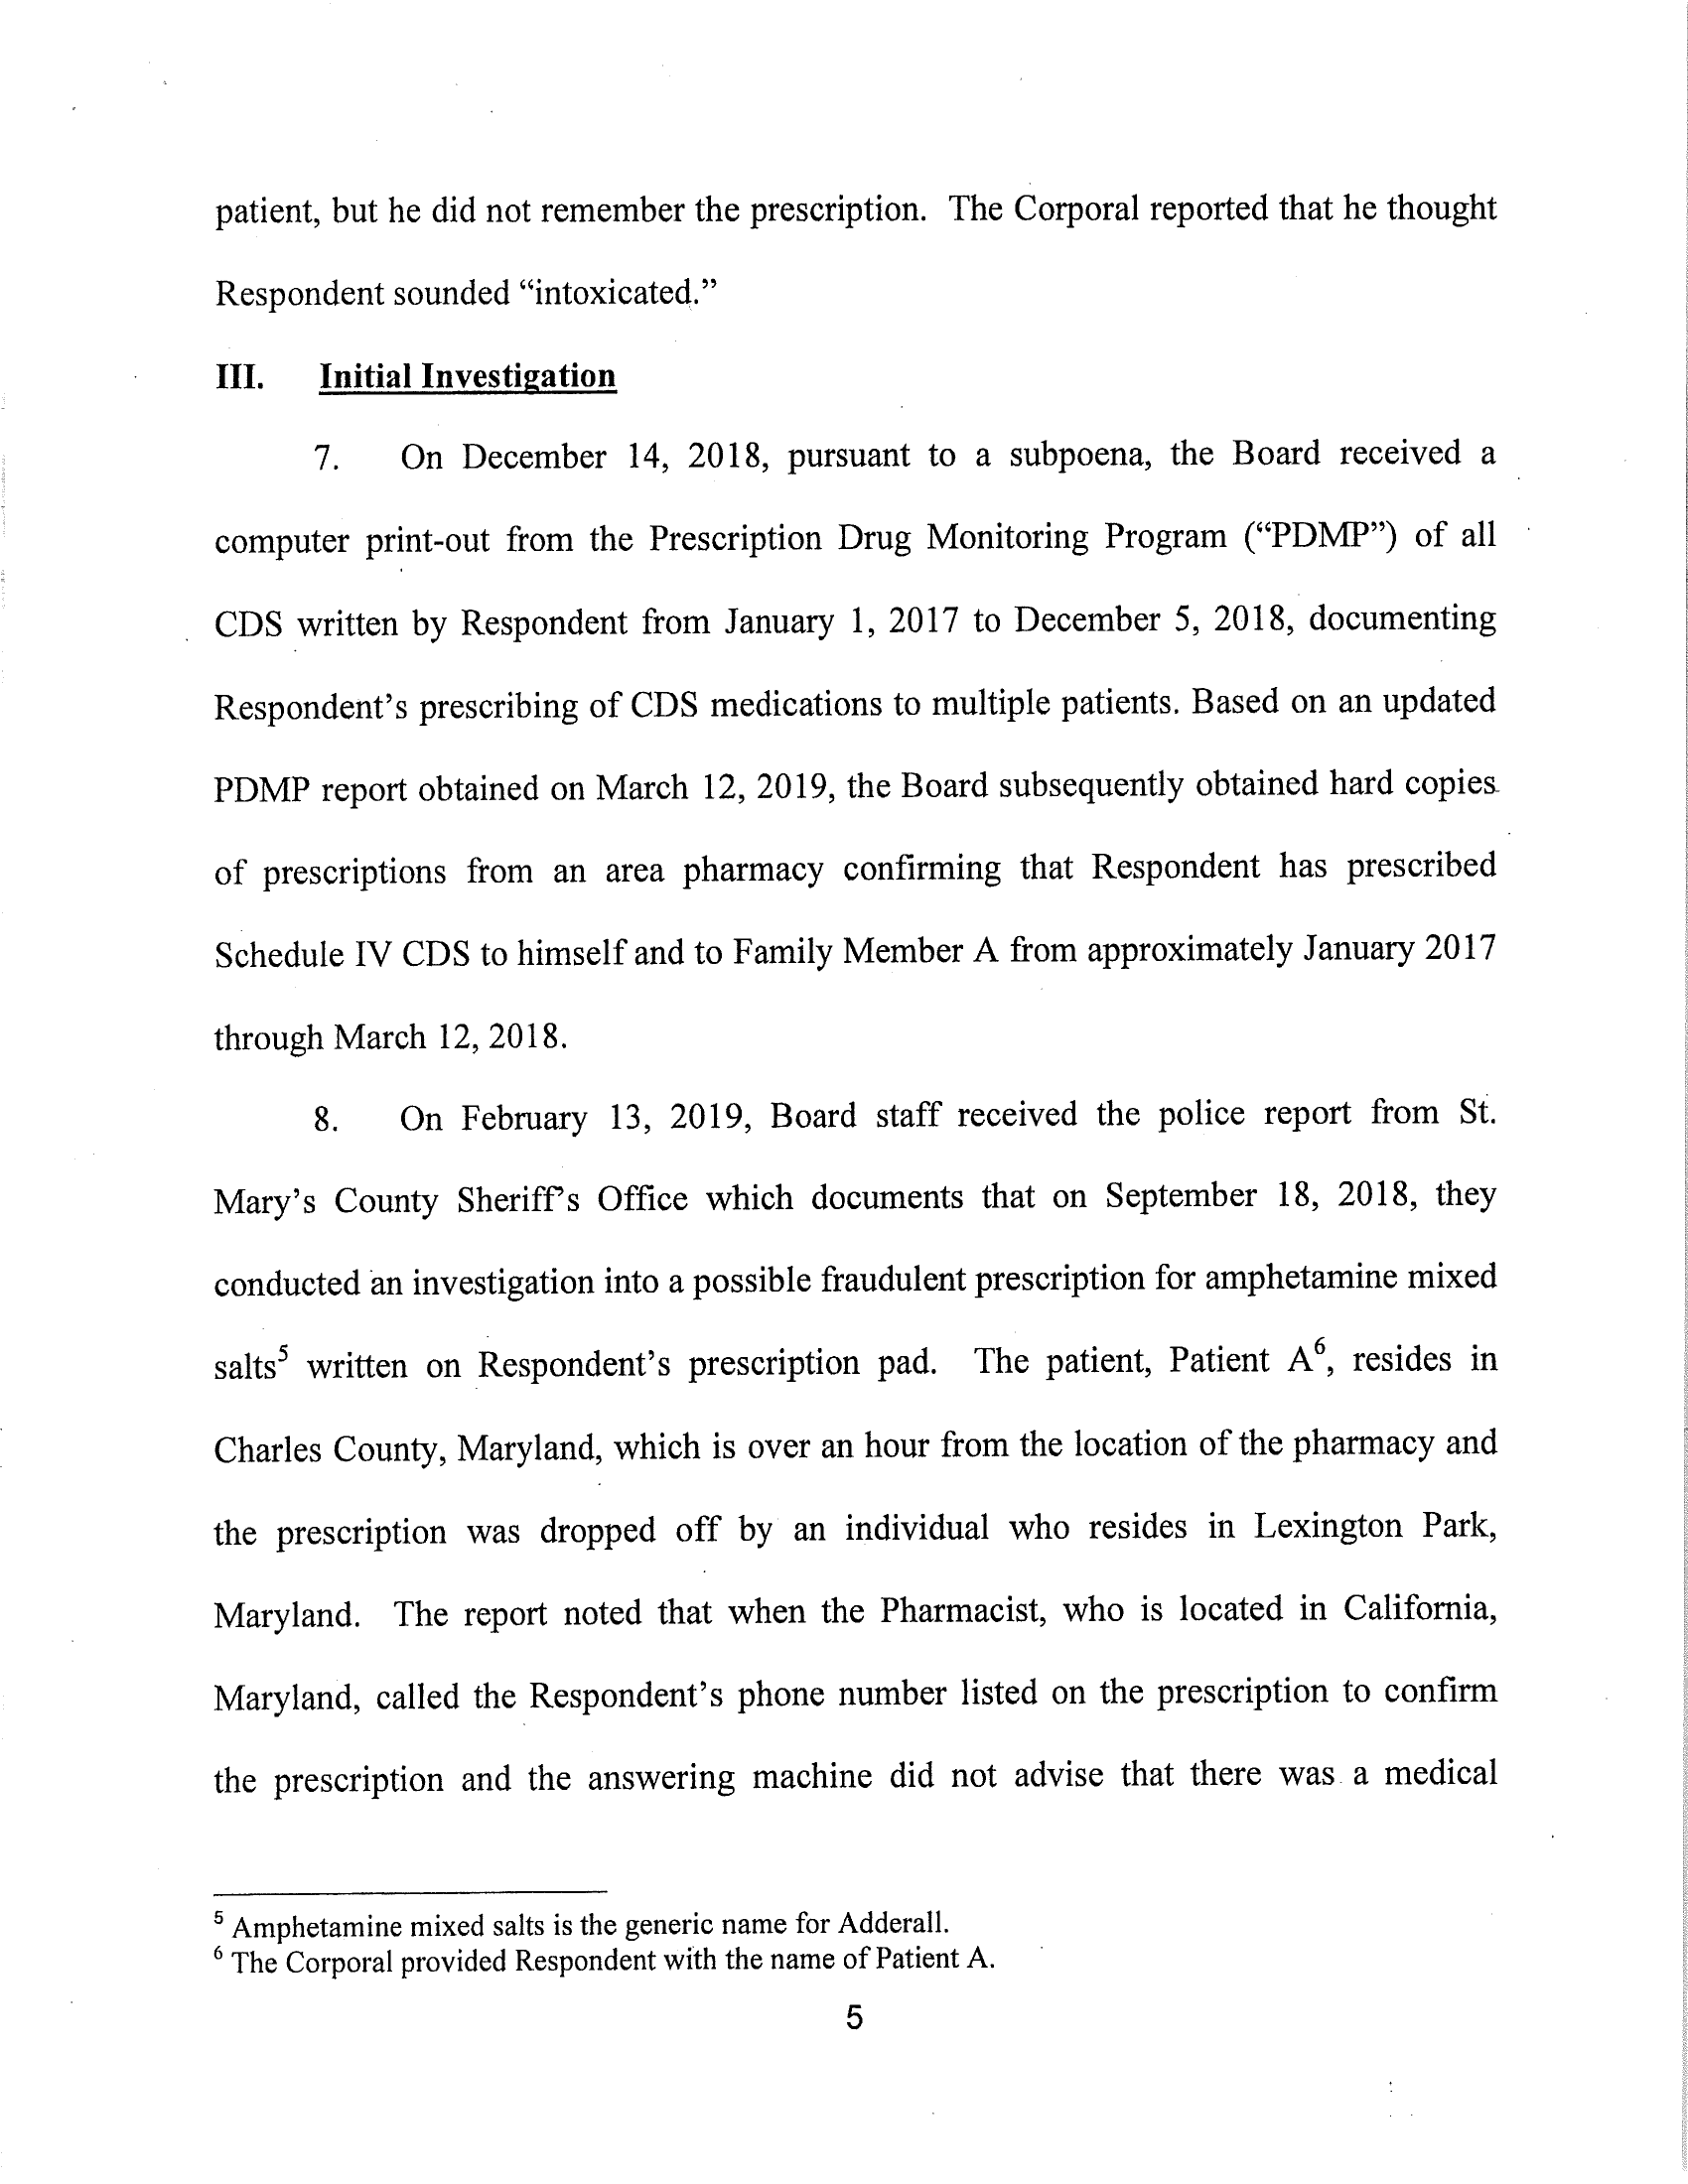 patient, but he did not remember the prescription. The Corporal reported that he thought
Respondent sounded “intoxicated.”
III. Initial Investigation
7. On December 14, 2018, pursuant to a subpoena, the Board received a
computer print-out from the Prescription Drug Monitoring Program (“PDMP”) of all
CDS written by Respondent from January 1, 2017 to December 5, 2018, documenting
Respondent’s prescribing of CDS medications to multiple patients. Based on an updated
PDMP report obtained on March 12, 2019, the Board subsequently obtained hard copies
of prescriptions from an area pharmacy confirming that Respondent has prescribed
Schedule IV CDS to himself and to Family Member A from approximately January 2017
through March 12, 2018.
8. On February 13, 2019, Board staff received the police report from St.
Mary’s County Sheriff’s Office which documents that on September 18, 2018, they
conducted an investigation into a possible fraudulent prescription for amphetamine mixed
salts⁵ written on Respondent’s prescription pad. The patient, Patient A⁶, resides in
Charles County, Maryland, which is over an hour from the location of the pharmacy and
the prescription was dropped off by an individual who resides in Lexington Park,
Maryland. The report noted that when the Pharmacist, who is located in California,
Maryland, called the Respondent’s phone number listed on the prescription to confirm
the prescription and the answering machine did not advise that there was a medical
⁵ Amphetamine mixed salts is the generic name for Adderall.
⁶ The Corporal provided Respondent with the name of Patient A.
5